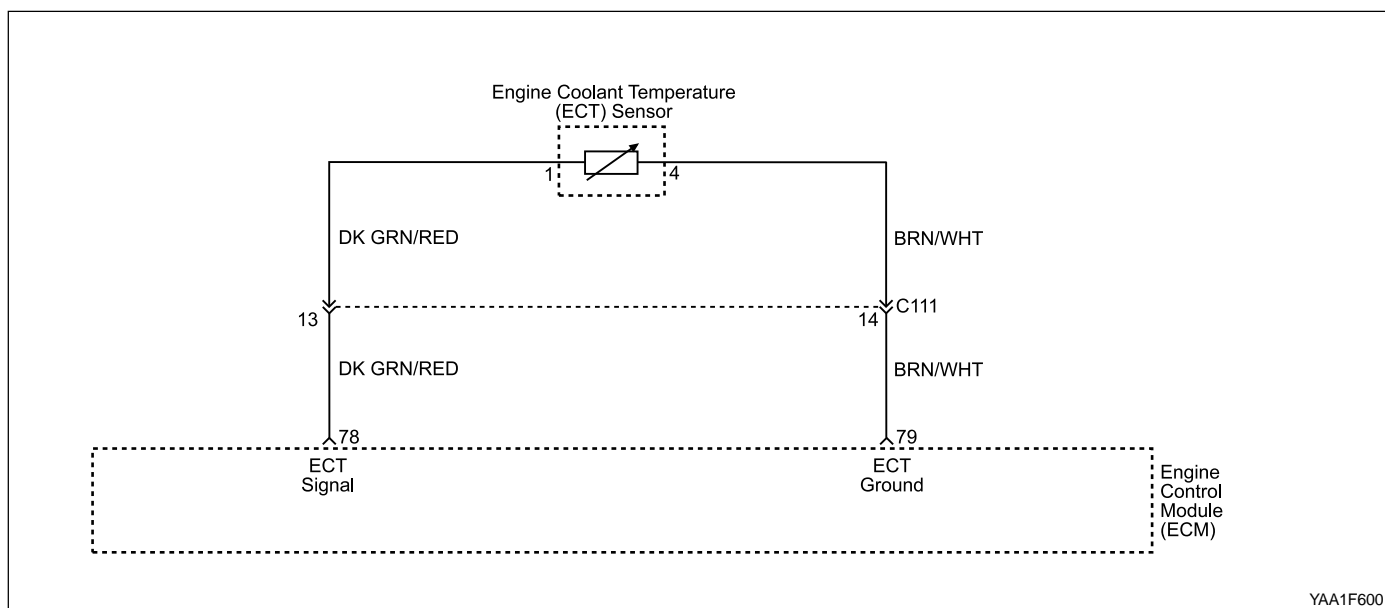 Engine Coolant Temperature
(ECT) Sensor
1
4
DK GRN/RED
BRN/WHT
13
14
C111
DK GRN/RED
BRN/WHT
78
79
ECT
Signal
ECT
Ground
Engine
Control
Module
(ECM)
YAA1F600